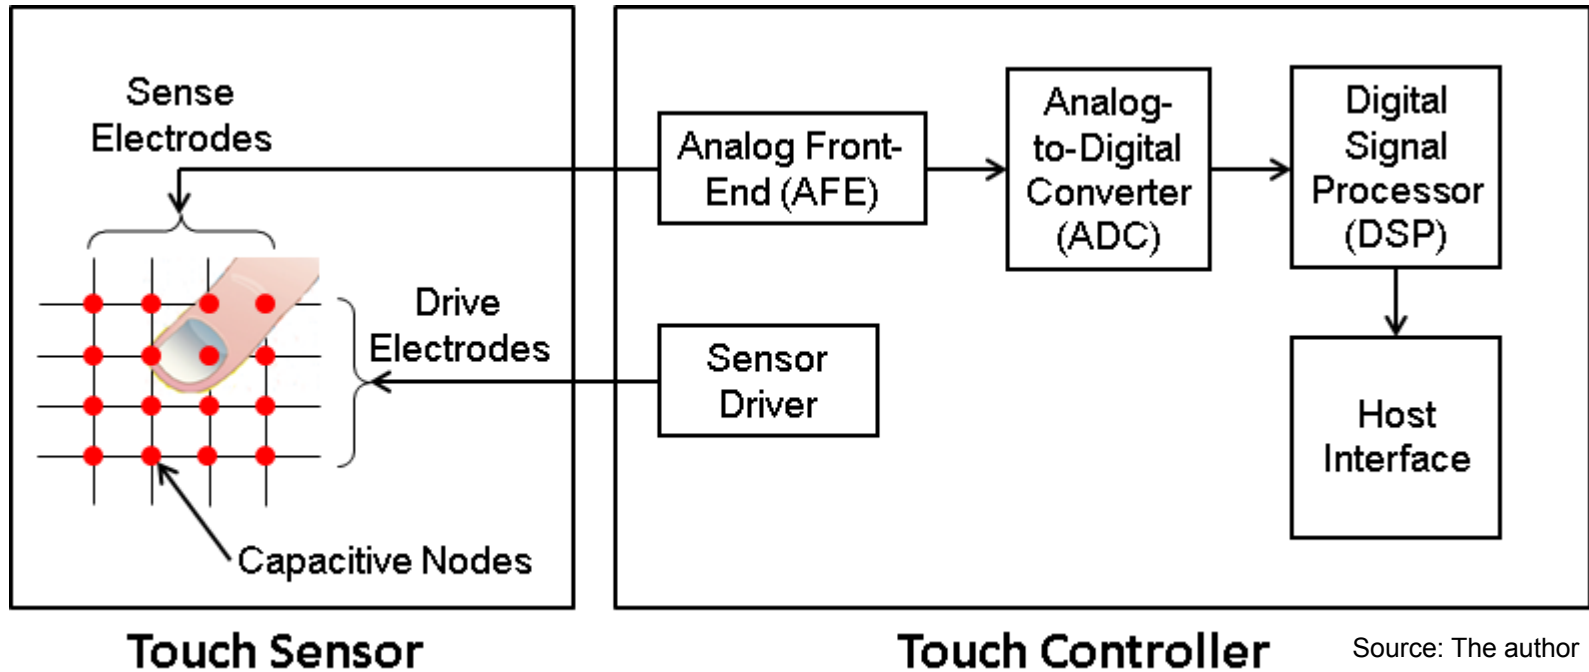 Sense
Electrodes
Drive
Electrodes
Capacitive Nodes
Touch Sensor
Analog Front-
End (AFE)
Analog-
to-Digital
Converter
(ADC)
Digital
Signal
Processor
(DSP)
Sensor
Driver
Host
Interface
Touch Controller
Source: The author